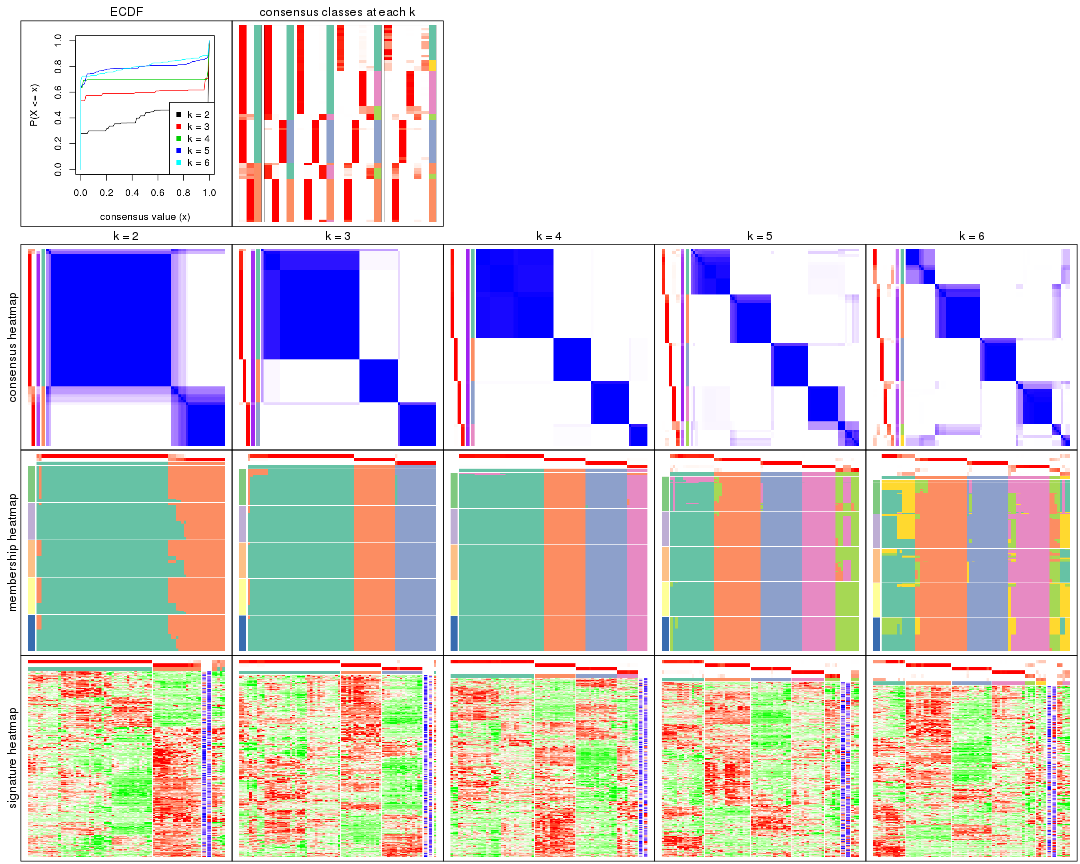 ECDF
consensus classes at each k
P(X <= x)
1.0
0.8
0.6
0.4
0.2
0.0
k = 2
k = 3
k = 4
k = 5
k = 6
0.0 0.2 0.4 0.6 0.8 1.0
consensus value (x)
k = 2 k = 3 k = 4 k = 5 k = 6
consensus heatmap
membership heatmap
signature heatmap